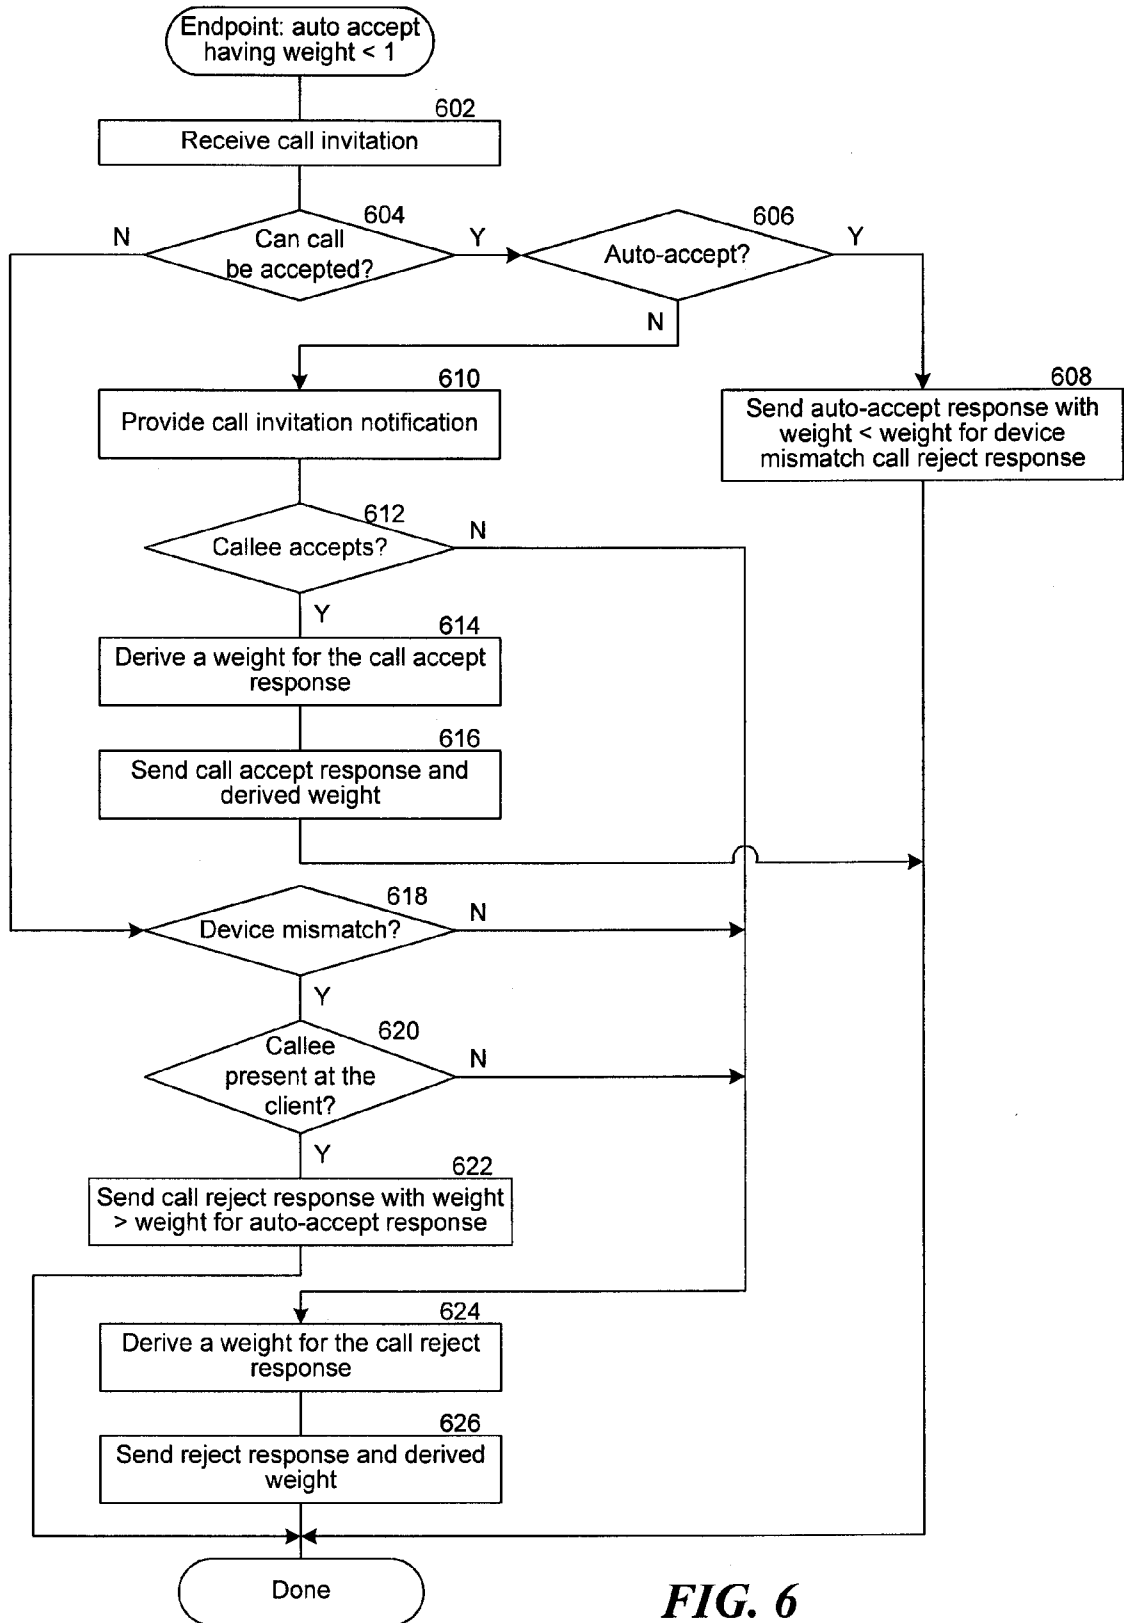 Endpoint: auto accept
having weight < 1
602
Receive call invitation
604
606
N
Can call
be accepted?
Y
Auto-accept?
Y
N
610
608
Provide call invitation notification
Send auto-accept response with
weight < weight for device
mismatch call reject response
612
N
Callee accepts?
Y
614
Derive a weight for the call accept
response
616
Send call accept response and
derived weight
618
N
Device mismatch?
Y
620
Callee
present at the
client?
N
Y
622
Send call reject response with weight
> weight for auto-accept response
624
Derive a weight for the call reject
response
626
Send reject response and derived
weight
Done
FIG. 6